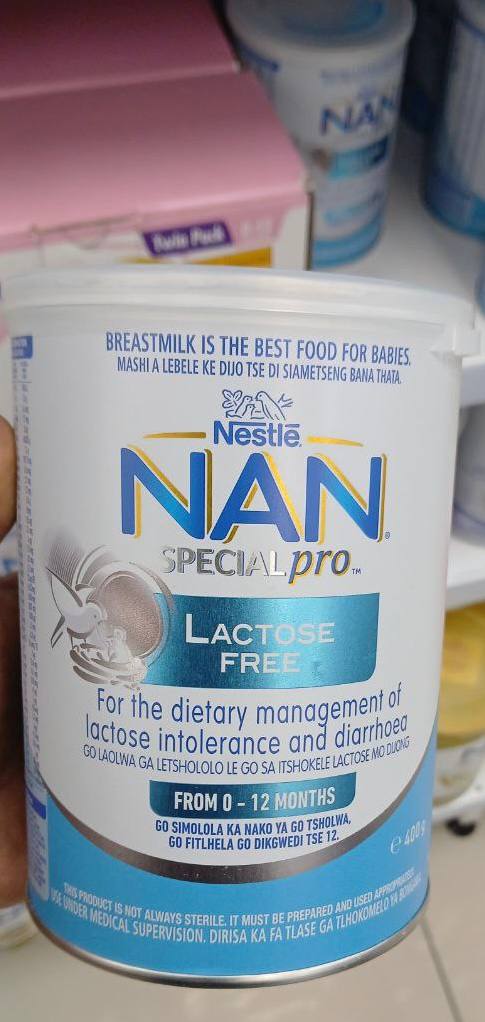 NAN
Twin Pack
BREASTMILK IS THE BEST FOOD FOR BABIES.
MASHI A LEBELE KE DIJO TSE DI SIAMETSENG BANA THATA.
Nestlé
NAN
SPECIALpro™
LACTOSE
FREE
For the dietary management of
lactose intolerance and diarrhoea
GO LAOLWA GA LETSHOLOLO LE GO SA ITSHOKELE LACTOSE MO DIJONG
FROM 0 - 12 MONTHS
GO SIMOLOLA KA NAKO YA GO TSHOLWA,
GO FITLHELA GO DIKGWEDI TSE 12.
e 400 g
THIS PRODUCT IS NOT ALWAYS STERILE. IT MUST BE PREPARED AND USED APPROPRIATELY.
USE UNDER MEDICAL SUPERVISION. DIRISA KA FA TLASE GA TLHOKOMELO YA BONGAKA.